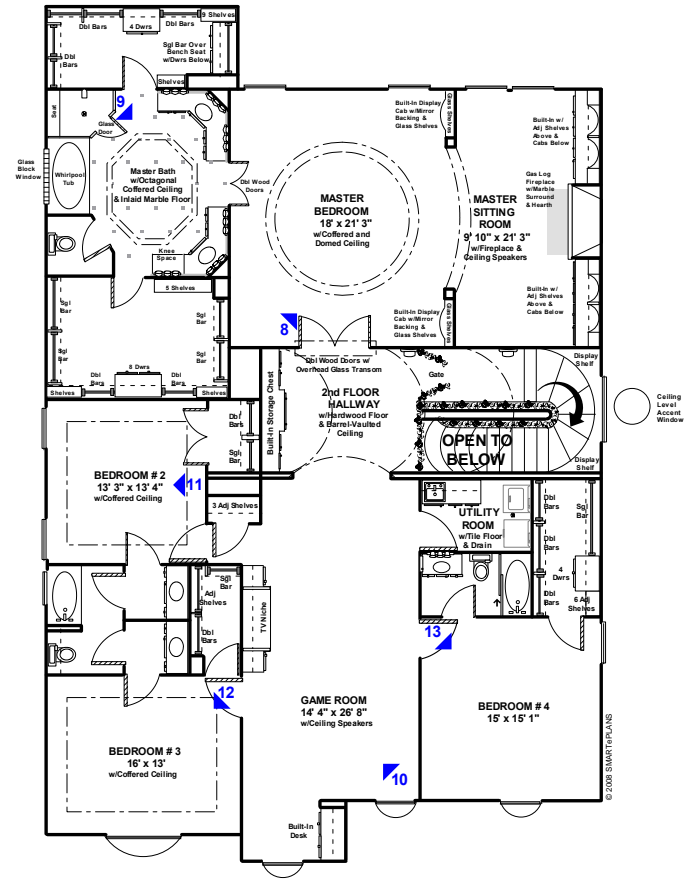 9 Shelves
Dbl Bars
4 Dwrs
Dbl Bars
Sgl Bar Over
Bench Seat
w/Dwrs Below
Dbl
Bars
Shelves
9
Seat
Glass
Door
Glass
Block
Window
Whirlpool
Tub
Master Bath
w/Octagonal
Coffered Ceiling
& Inlaid Marble Floor
Dbl Wood
Doors
Knee
Space
5 Shelves
Sgl
Bar
Sgl
Bar
Sgl
Bar
Sgl
Bar
8 Dwrs
Dbl
Bars
Dbl
Bars
Shelves
Shelves
Built-In Display
Cab w/Mirror
Backing &
Glass Shelves
Glass Shelves
Built-In w/
Adj Shelves
Above &
Cabs Below
MASTER
BEDROOM
18' x 21' 3"
w/Coffered and
Domed Ceiling
Gas Log
Fireplace
w/Marble
Surround
& Hearth
MASTER
SITTING
ROOM
9' 10" x 21' 3"
w/Fireplace &
Ceiling Speakers
Built-In w/
Adj Shelves
Above &
Cabs Below
Built-In Display
Cab w/Mirror
Backing &
Glass Shelves
Glass Shelves
8
Dbl Wood Doors w/
Overhead Glass Transom
Built-In Storage Chest
2nd FLOOR
HALLWAY
w/Hardwood Floor
& Barrel-Vaulted
Ceiling
Gate
Display
Shelf
OPEN TO
BELOW
Display
Shelf
Ceiling
Level
Accent
Window
Dbl
Bars
Sgl
Bar
BEDROOM # 2
13' 3" x 13' 4"
w/Coffered Ceiling
11
3 Adj Shelves
UTILITY
ROOM
w/Tile Floor
& Drain
Dbl
Bars
Sgl
Bar
Dbl
Bars
4
Dwrs
Dbl
Bars
6 Adj
Shelves
Sgl
Bar
Adj
Shelves
Dbl
Bars
TV Niche
13
12
GAME ROOM
14' 4" x 26' 8"
w/Ceiling Speakers
BEDROOM # 4
15' x 15' 1"
BEDROOM # 3
16' x 13'
w/Coffered Ceiling
10
Built-In
Desk
© 2008 SMARTePLANS